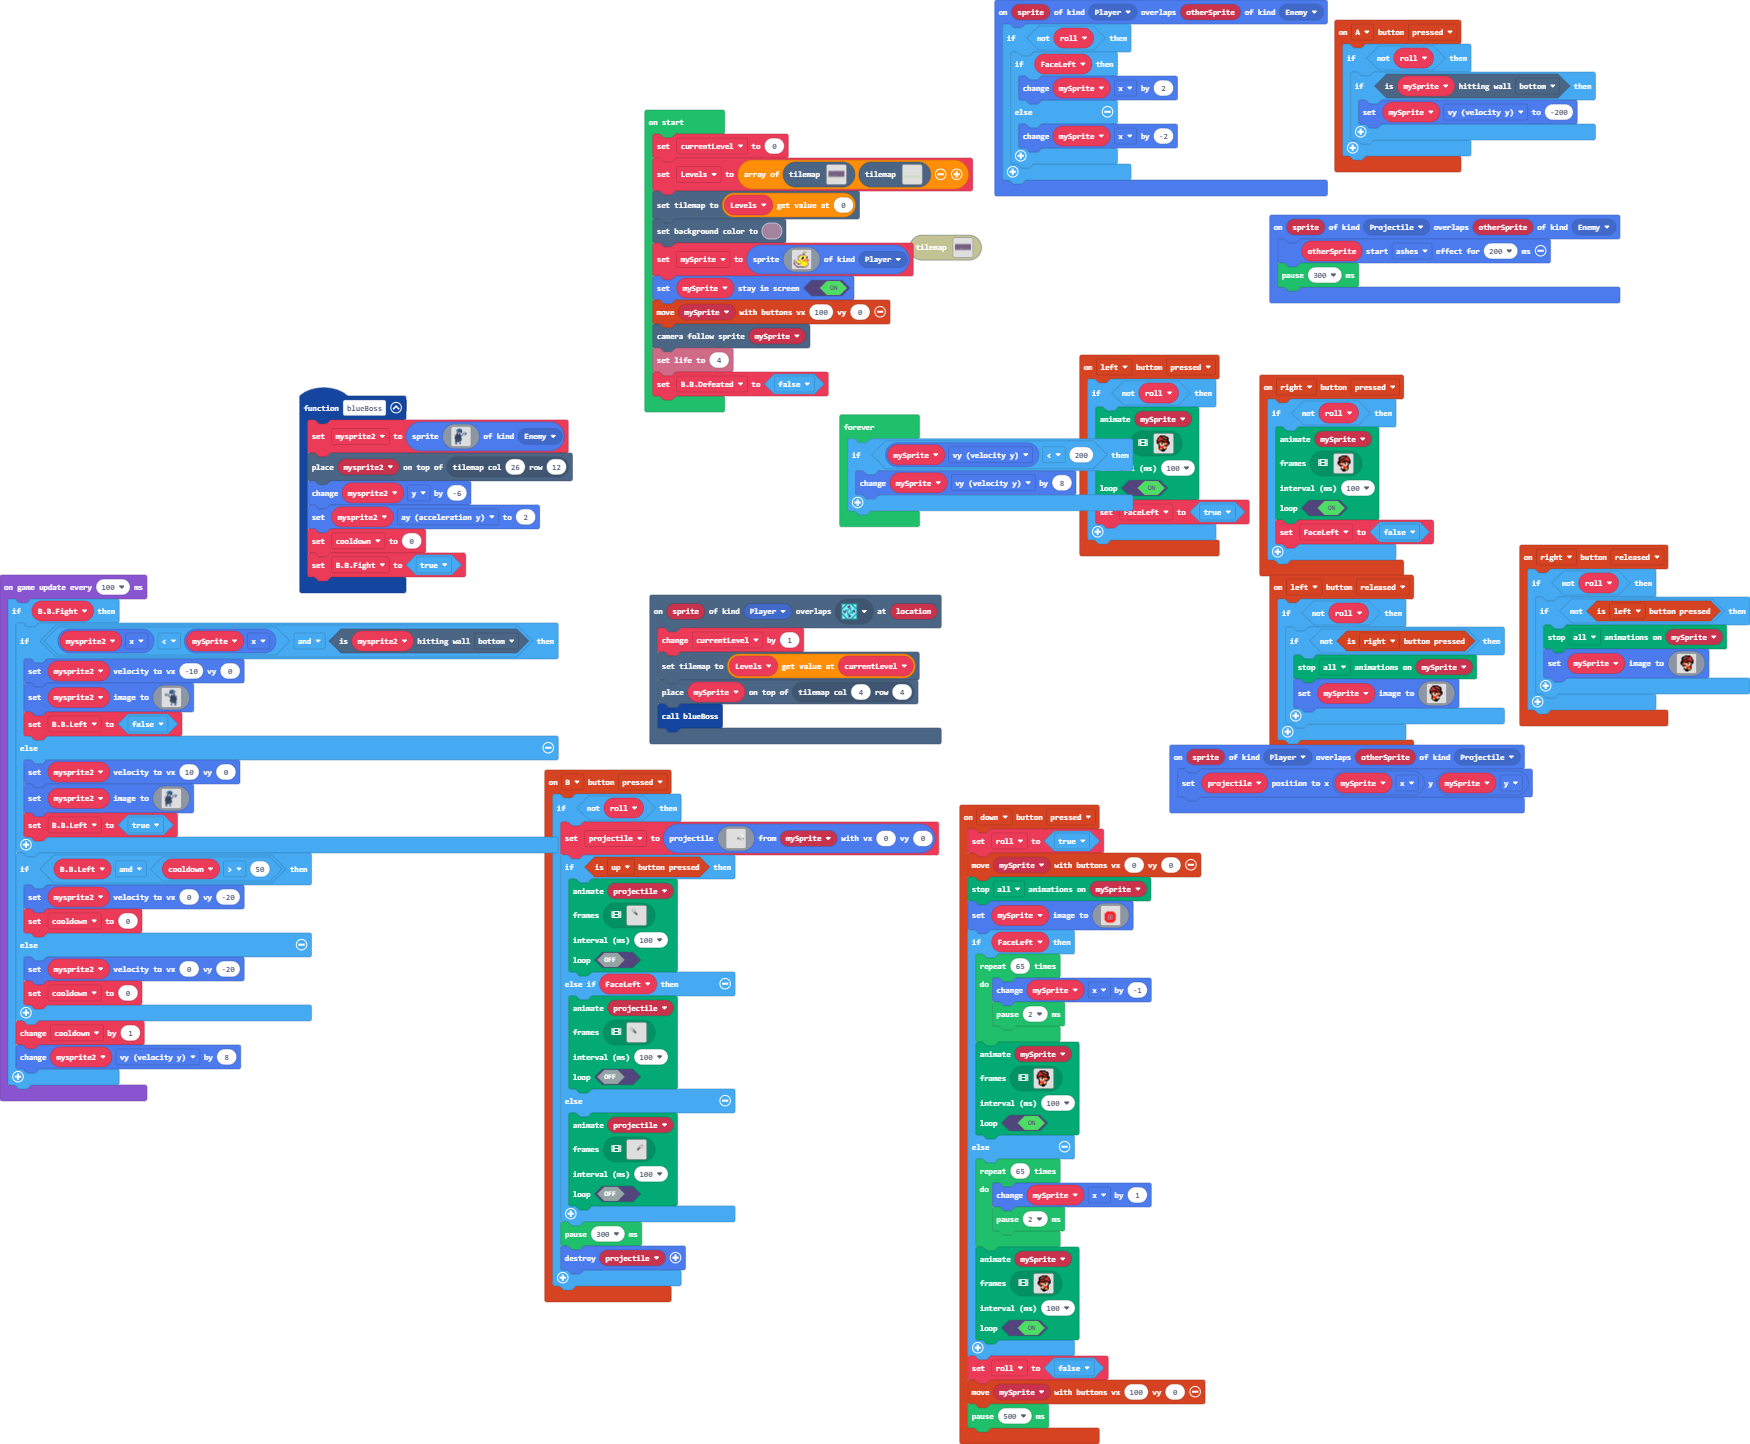 on sprite of kind Player overlaps otherSprite of kind Enemy
if not roll then
if FaceLeft then
change mySprite x by 2
else
change mySprite x by -2
on A button pressed
if not roll then
if is mySprite hitting wall bottom then
set mySprite vy (velocity y) to -200
on start
set currentLevel to 0
set Levels to array of tilemap tilemap
set tilemap to Levels get value at 0
set background color to
set mySprite to sprite of kind Player
set mySprite stay in screen ON
move mySprite with buttons vx 100 vy 0
camera follow sprite mySprite
set life to 4
set B.B.Defeated to false
tilemap
on sprite of kind Projectile overlaps otherSprite of kind Enemy
otherSprite start ashes effect for 200 ms
pause 300 ms
function blueBoss
set mysprite2 to sprite of kind Enemy
place mysprite2 on top of tilemap col 26 row 12
change mysprite2 y by -6
set mysprite2 ay (acceleration y) to 2
set cooldown to 0
set B.B.Fight to true
forever
if mySprite vy (velocity y) < 200 then
change mySprite vy (velocity y) by 8
on left button pressed
if not roll then
animate mySprite
(ms) 100
loop ON
set FaceLeft to true
on right button pressed
if not roll then
animate mySprite
frames
interval (ms) 100
loop ON
set FaceLeft to false
on left button released
if not roll then
if not is right button pressed then
stop all animations on mySprite
set mySprite image to
on right button released
if not roll then
if not is left button pressed then
stop all animations on mySprite
set mySprite image to
on game update every 100 ms
if B.B.Fight then
if mysprite2 x < mySprite x and is mysprite2 hitting wall bottom then
set mysprite2 velocity to vx -10 vy 0
set mysprite2 image to
set B.B.Left to false
else
set mysprite2 velocity to vx 10 vy 0
set mysprite2 image to
set B.B.Left to true
if B.B.Left and cooldown > 50 then
set mysprite2 velocity to vx 0 vy -20
set cooldown to 0
else
set mysprite2 velocity to vx 0 vy -20
set cooldown to 0
change cooldown by 1
change mysprite2 vy (velocity y) by 8
on sprite of kind Player overlaps at location
change currentLevel by 1
set tilemap to Levels get value at currentLevel
place mySprite on top of tilemap col 4 row 4
call blueBoss
on sprite of kind Player overlaps otherSprite of kind Projectile
set projectile position to x mySprite x y mySprite y
on B button pressed
if not roll then
set projectile to projectile from mySprite with vx 0 vy 0
if is up button pressed then
animate projectile
frames
interval (ms) 100
loop OFF
else if FaceLeft then
animate projectile
frames
interval (ms) 100
loop OFF
else
animate projectile
frames
interval (ms) 100
loop OFF
pause 300 ms
destroy projectile
on down button pressed
set roll to true
move mySprite with buttons vx 0 vy 0
stop all animations on mySprite
set mySprite image to
if FaceLeft then
repeat 65 times
do change mySprite x by -1
pause 2 ms
animate mySprite
frames
interval (ms) 100
loop ON
else
repeat 65 times
do change mySprite x by 1
pause 2 ms
animate mySprite
frames
interval (ms) 100
loop ON
set roll to false
move mySprite with buttons vx 100 vy 0
pause 500 ms